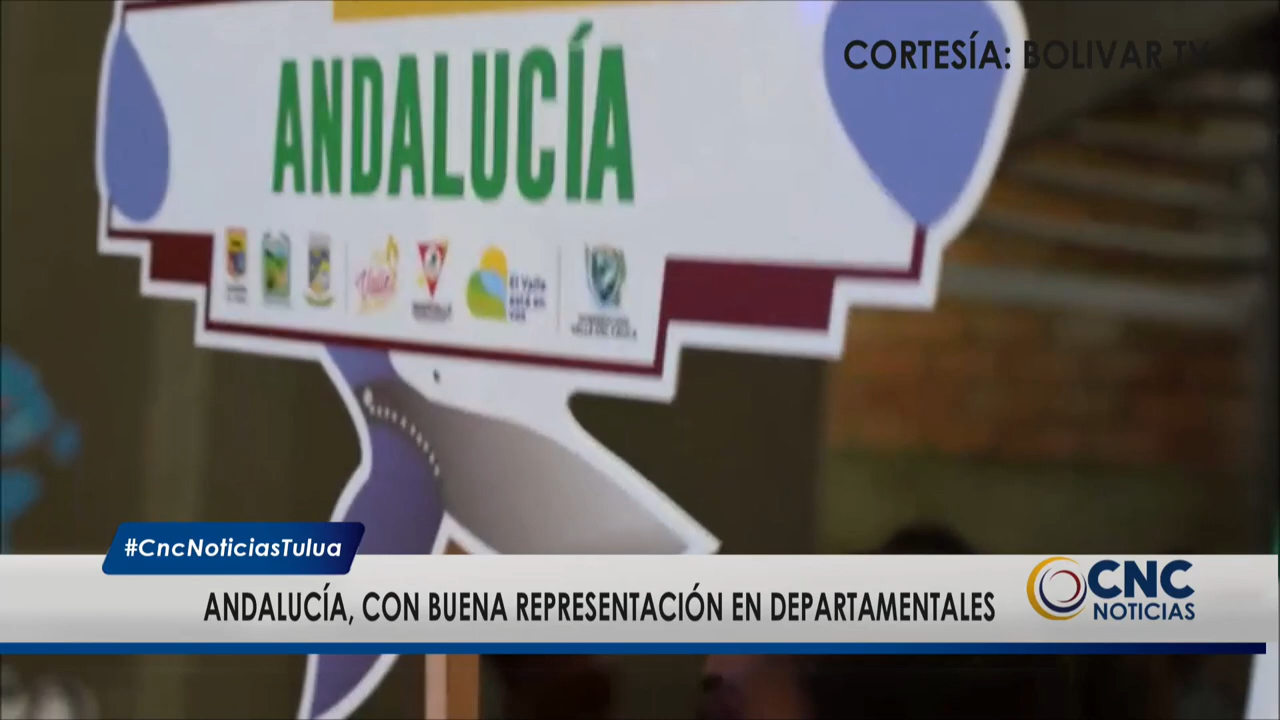 CORTESÍA: BOLIVAR TV
ANDALUCÍA
El Valle
está en
vos
#CncNoticiasTulua
ANDALUCÍA, CON BUENA REPRESENTACIÓN EN DEPARTAMENTALES
CNC
NOTICIAS